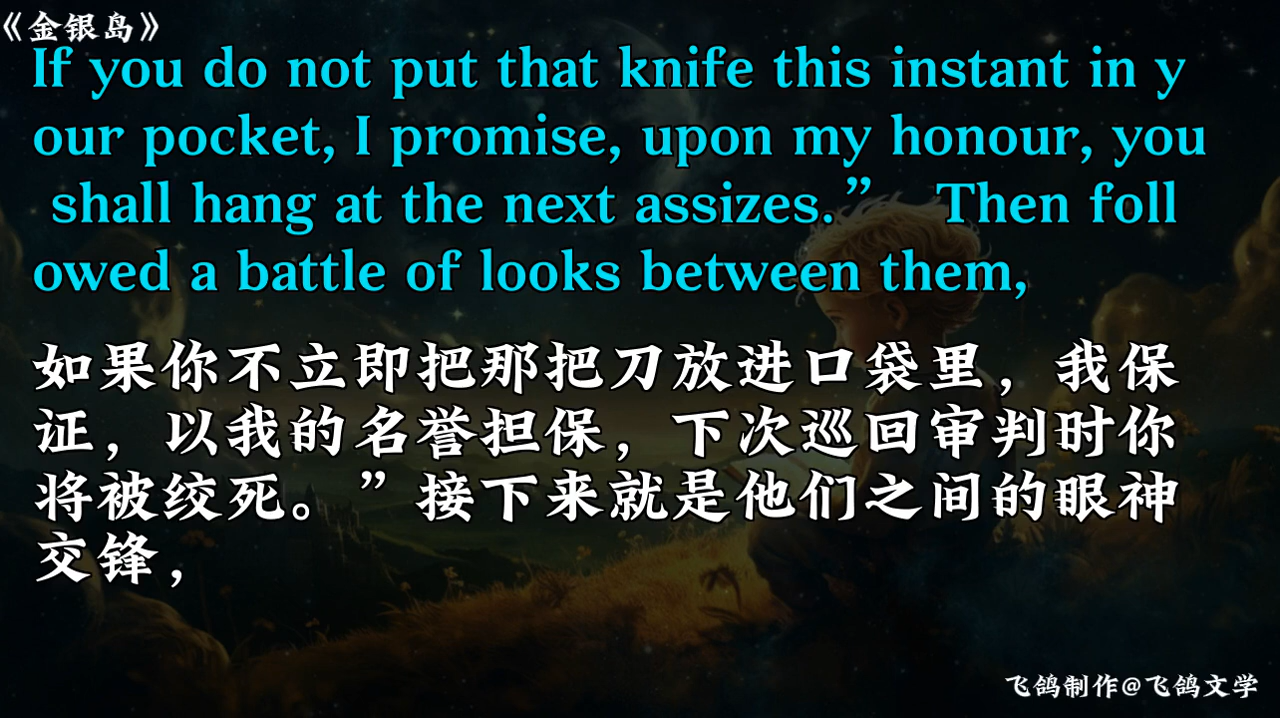 《金银岛》
If you do not put that knife this instant in y
our pocket, I promise, upon my honour, you
shall hang at the next assizes.”   Then foll
owed a battle of looks between them,
如果你不立即把那把刀放进口袋里，我保
证，以我的名誉担保，下次巡回审判时你
将被绞死。”接下来就是他们之间的眼神
交锋，
飞鸽制作@飞鸽文学